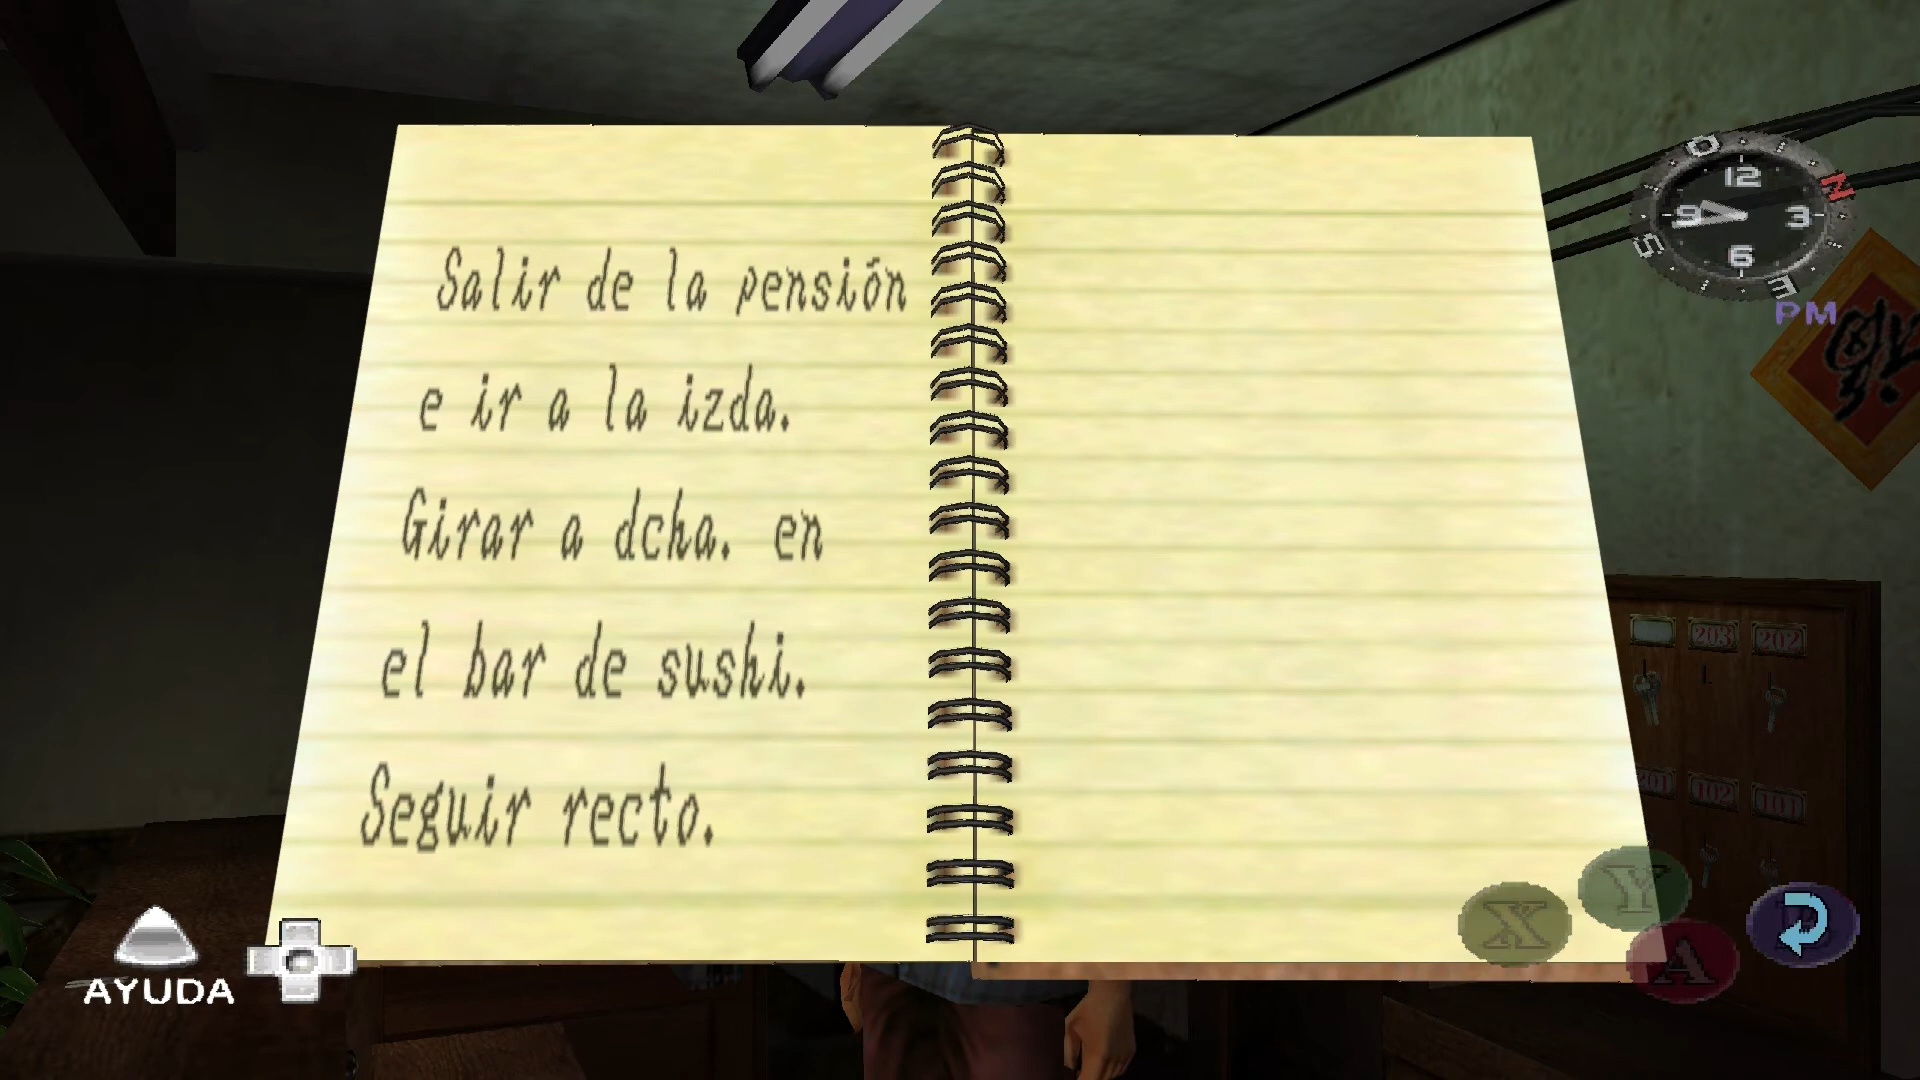 Salir de la pensión
e ir a la izda.
Girar a dcha. en
el bar de sushi.
Seguir recto.
O
N
S
E
12
9
3
6
PM
福
203
202
201
102
101
X
Y
A
AYUDA